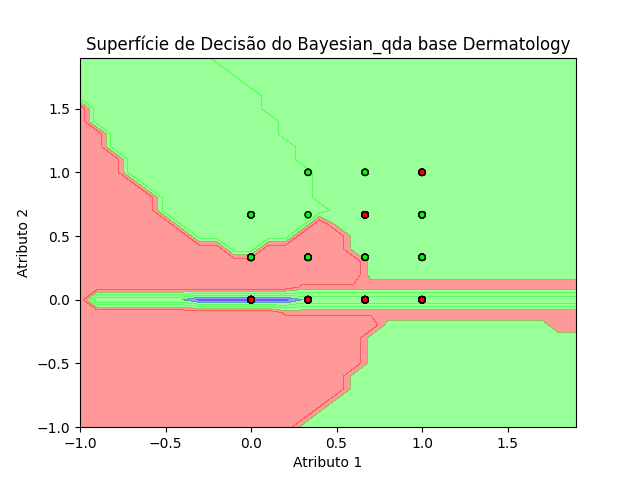 Superfície de Decisão do Bayesian_qda base Dermatology
Atributo 2
1.5
1.0
0.5
0.0
−0.5
−1.0
−1.0 −0.5 0.0 0.5 1.0 1.5
Atributo 1